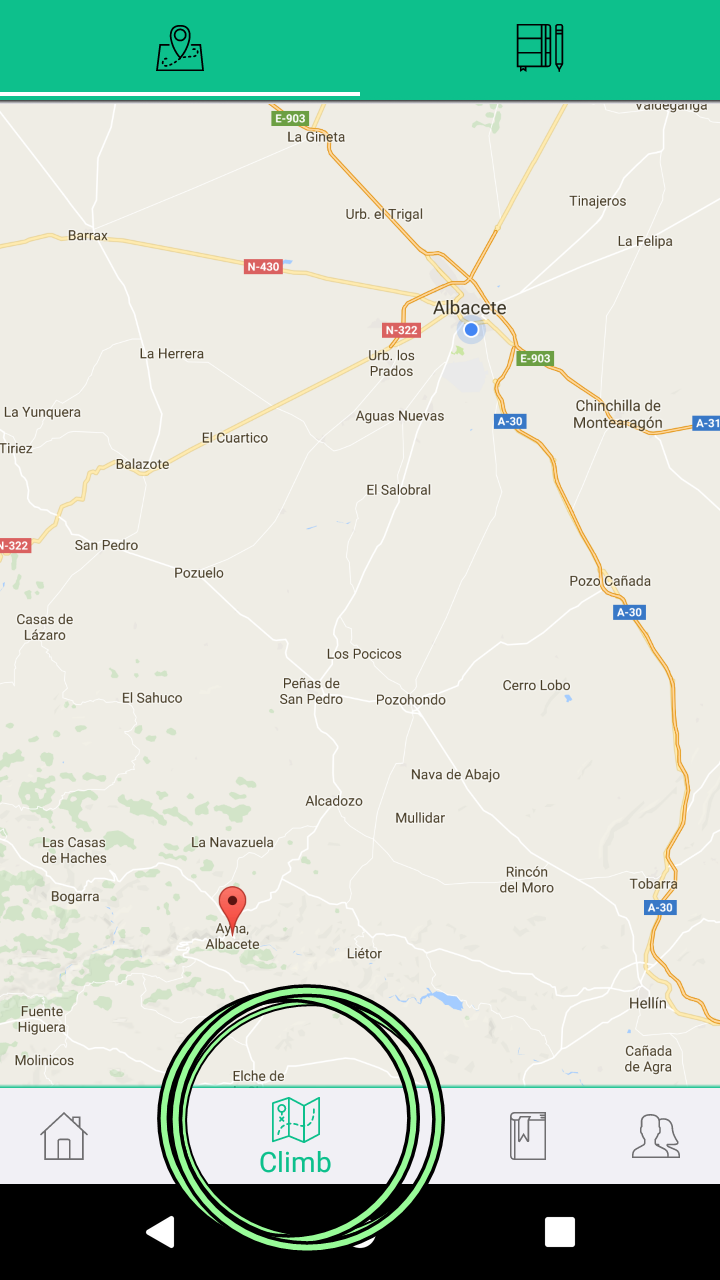 Valdeganga
E-903
La Gineta
Tinajeros
Urb. el Trigal
Barrax
La Felipa
N-430
Albacete
N-322
La Herrera
Urb. los
Prados
E-903
La Yunquera
Chinchilla de
Montearagón
Aguas Nuevas
A-30
A-31
El Cuartico
Tiriez
Balazote
El Salobral
N-322
San Pedro
Pozuelo
Pozo Cañada
A-30
Casas de
Lázaro
Los Pocicos
Peñas de
San Pedro
Cerro Lobo
El Sahuco
Pozohondo
Nava de Abajo
Alcadozo
Mullidar
Las Casas
de Haches
La Navazuela
Rincón
del Moro
Tobarra
Bogarra
A-30
Ayna,
Albacete
Liétor
Hellín
Fuente
Higuera
Molinicos
Cañada
de Agra
Elche de
Climb